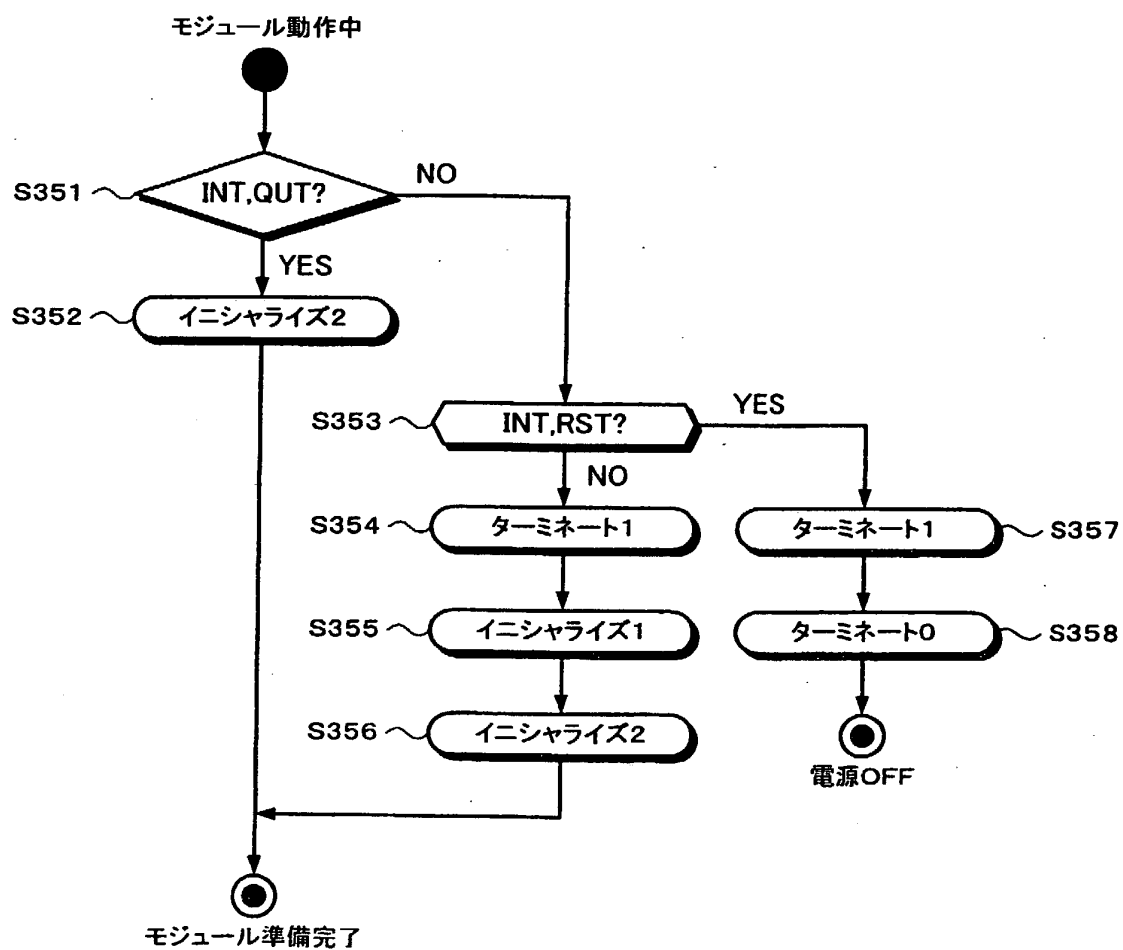 モジュール動作中
S351
INT,QUT?
NO
YES
S352
イニシャライズ2
S353
INT,RST?
YES
NO
S354
ターミネート1
ターミネート1
S357
S355
イニシャライズ1
ターミネート0
S358
S356
イニシャライズ2
電源OFF
モジュール準備完了